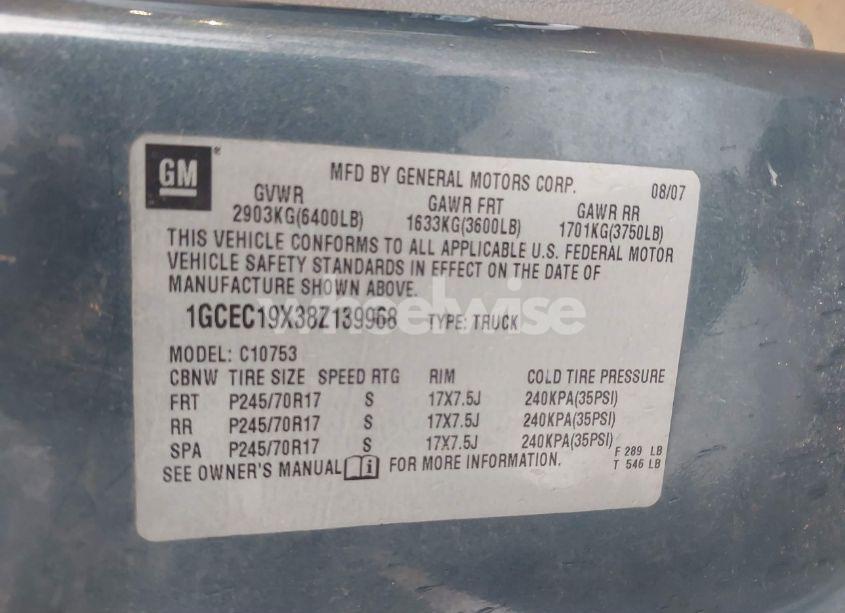 GM
MFD BY GENERAL MOTORS CORP. 08/07
GVWR GAWR FRT GAWR RR
2903KG(6400LB) 1633KG(3600LB) 1701KG(3750LB)
THIS VEHICLE CONFORMS TO ALL APPLICABLE U.S. FEDERAL MOTOR
VEHICLE SAFETY STANDARDS IN EFFECT ON THE DATE OF
MANUFACTURE SHOWN ABOVE.
wheelwise
1GCEC19X38Z139968 TYPE: TRUCK
MODEL: C10753
CBNW TIRE SIZE SPEED RTG RIM COLD TIRE PRESSURE
FRT P245/70R17 S 17X7.5J 240KPA(35PSI)
RR P245/70R17 S 17X7.5J 240KPA(35PSI)
SPA P245/70R17 S 17X7.5J 240KPA(35PSI)
F 289 LB
SEE OWNER'S MANUAL FOR MORE INFORMATION. T 546 LB